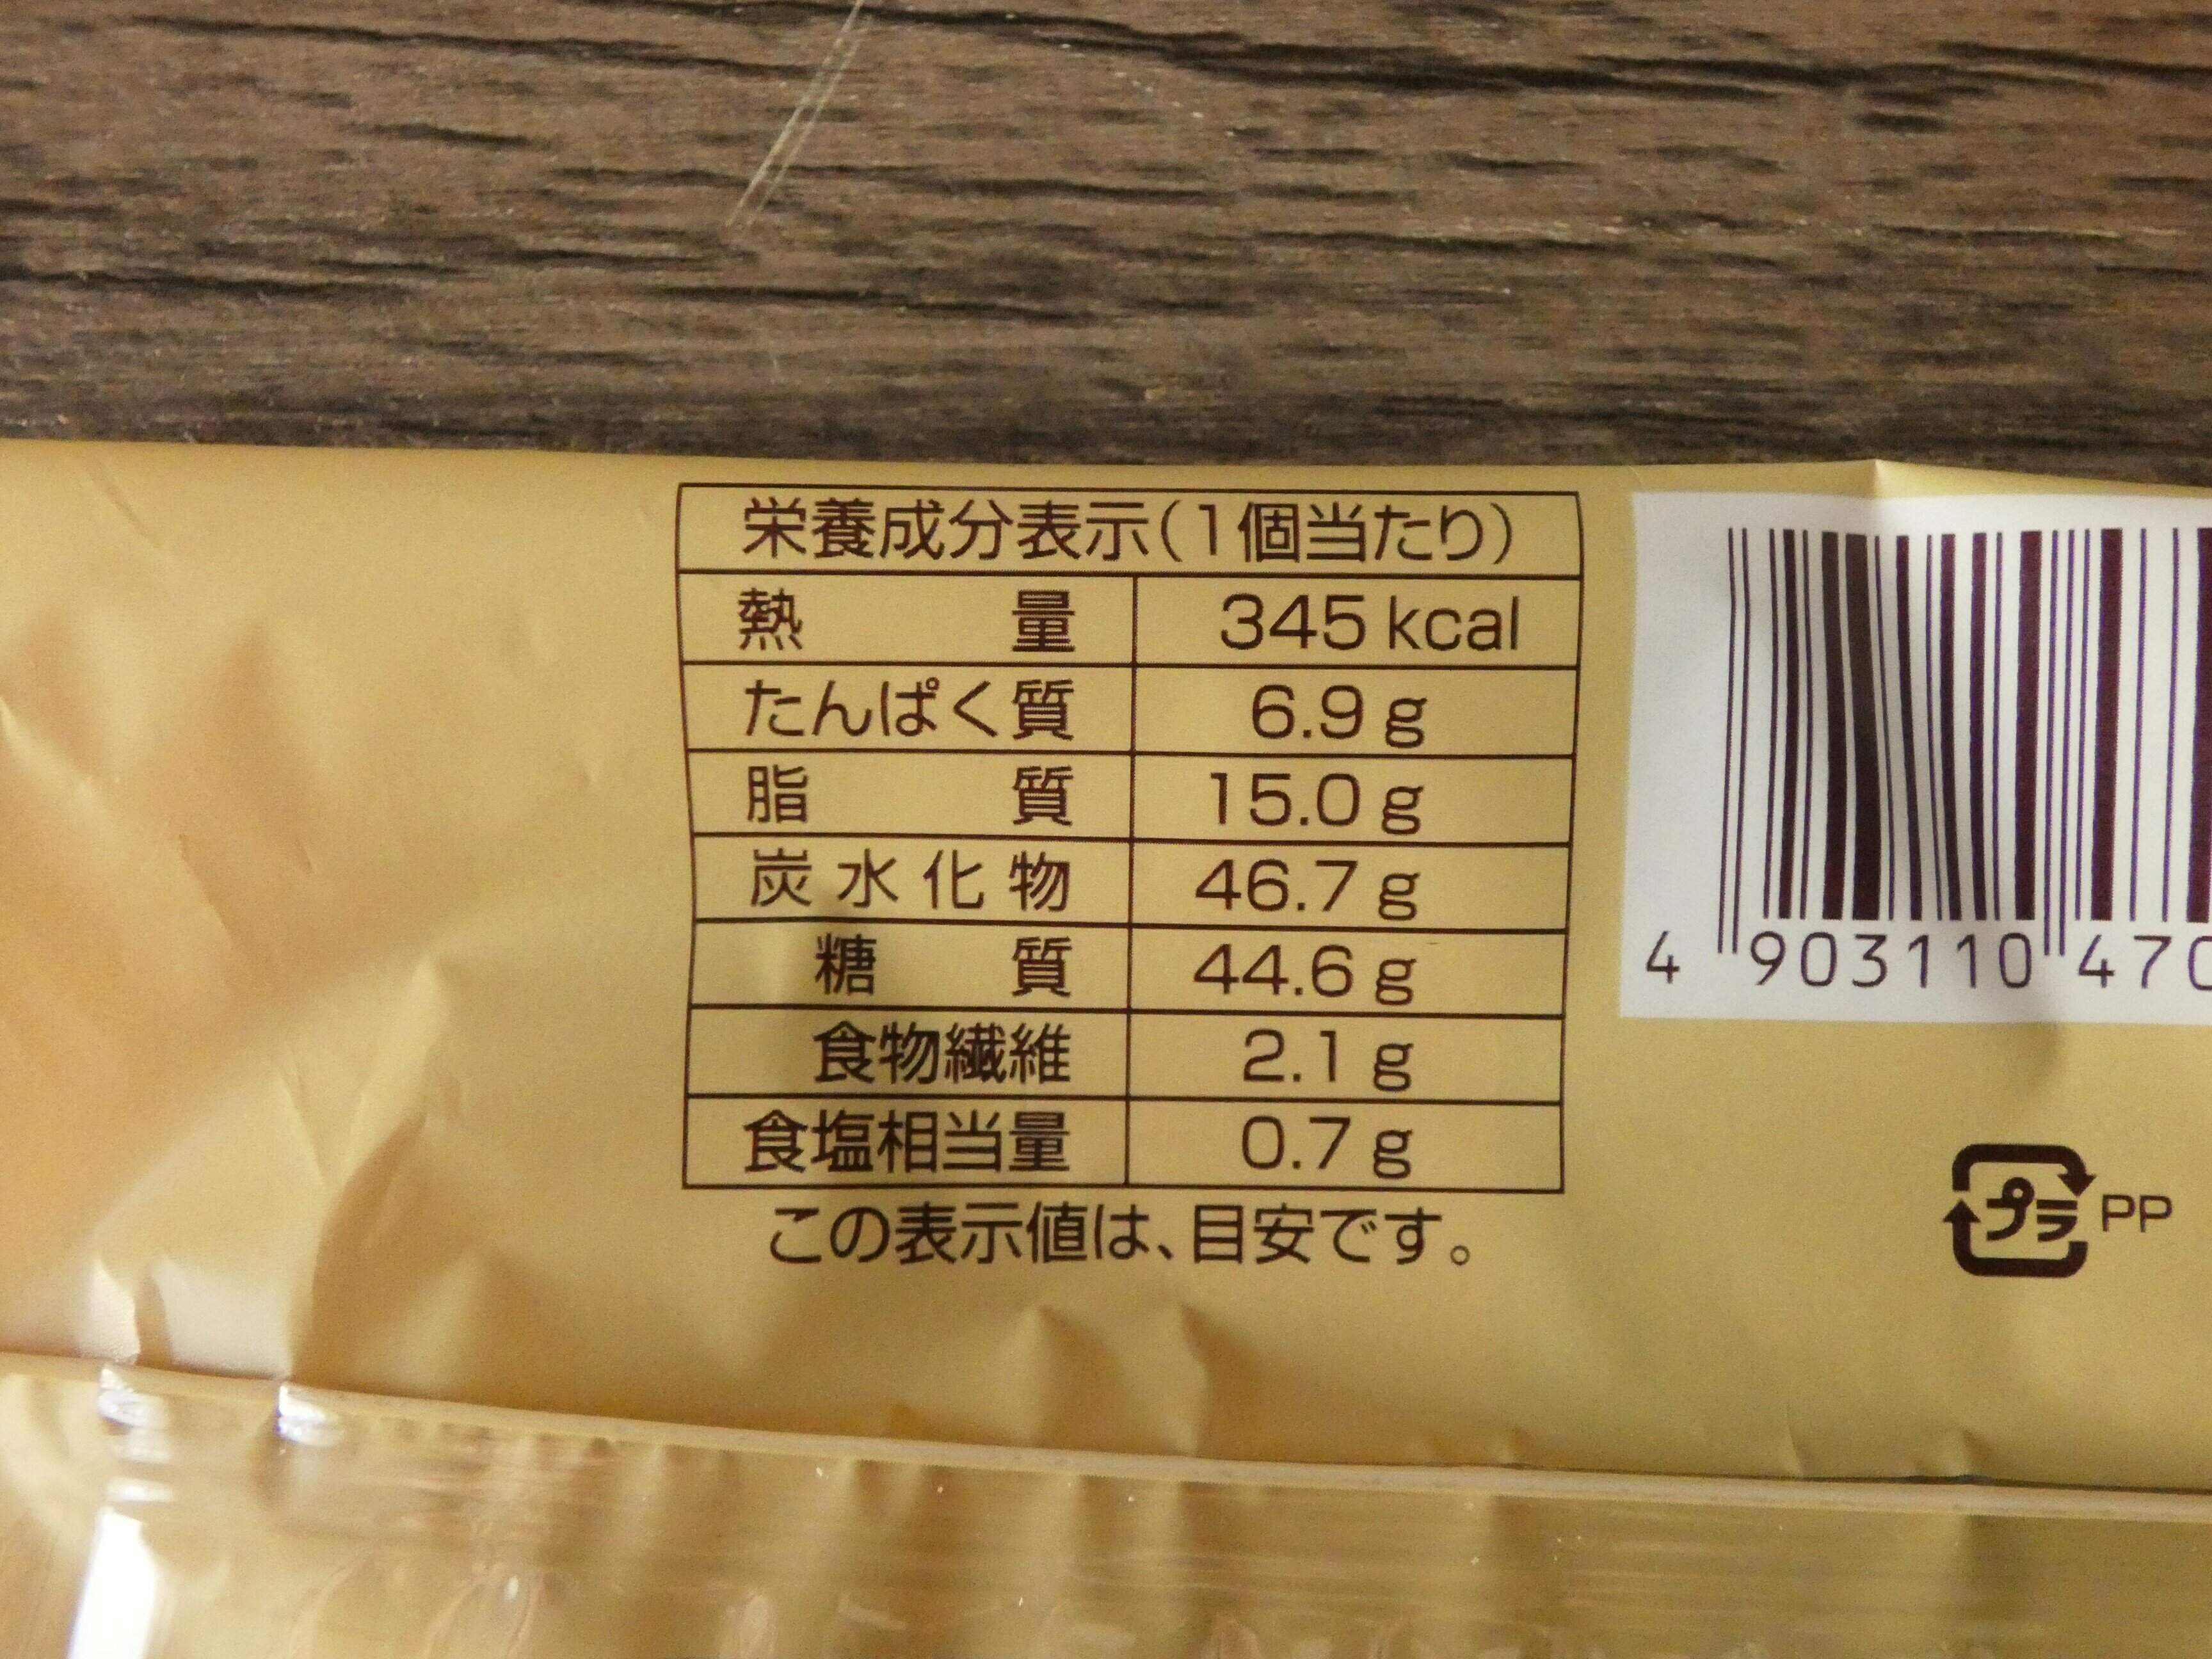 栄養成分表示(1個当たり)
熱量 345 kcal
たんぱく質 6.9 g
脂質 15.0 g
炭水化物 46.7 g
糖質 44.6 g
食物繊維 2.1 g
食塩相当量 0.7 g
この表示値は、目安です。
4 903110 470
プラ PP